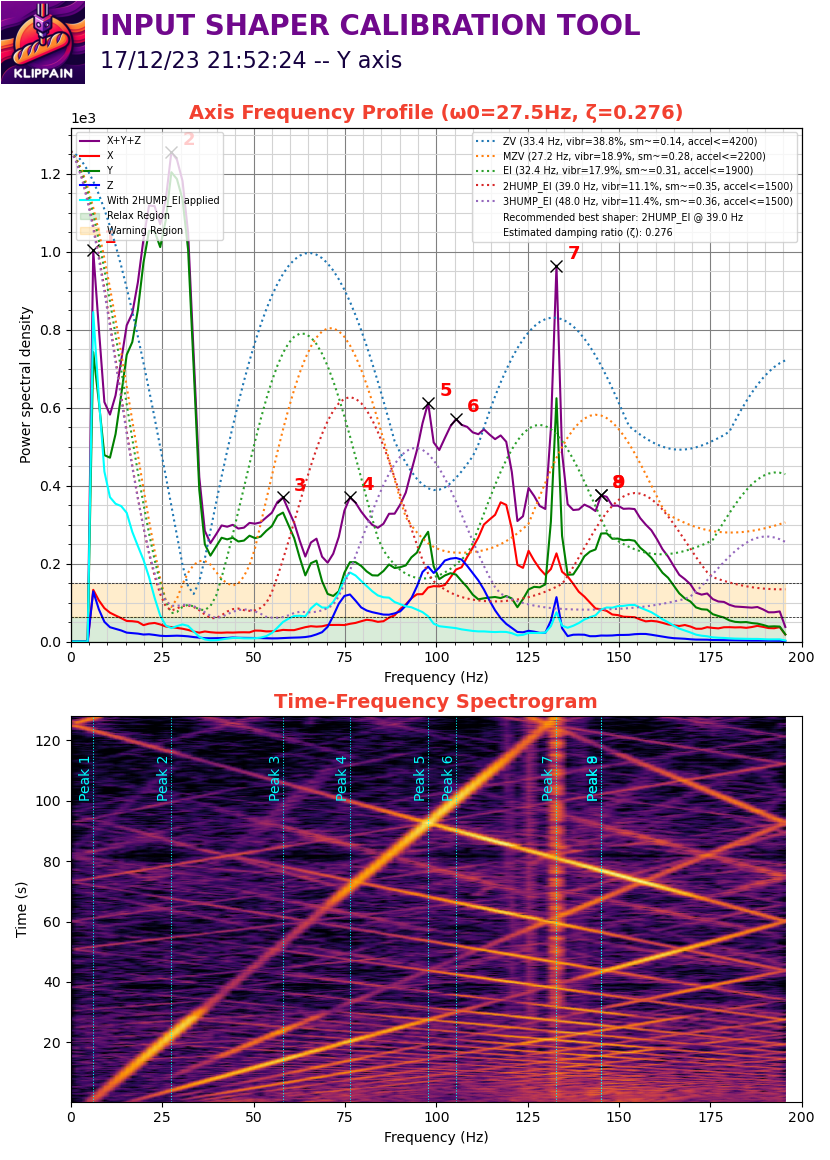 INPUT SHAPER CALIBRATION TOOL
17/12/23 21:52:24 -- Y axis
KLIPPAIN
Axis Frequency Profile (ω0=27.5Hz, ζ=0.276)
1e3
X+Y+Z
X
Y
Z
With 2HUMP_EI applied
Relax Region
Warning Region
ZV (33.4 Hz, vibr=38.8%, sm~=0.14, accel<=4200)
MZV (27.2 Hz, vibr=18.9%, sm~=0.28, accel<=2200)
EI (32.4 Hz, vibr=17.9%, sm~=0.31, accel<=1900)
2HUMP_EI (39.0 Hz, vibr=11.1%, sm~=0.35, accel<=1500)
3HUMP_EI (48.0 Hz, vibr=11.4%, sm~=0.36, accel<=1500)
Recommended best shaper: 2HUMP_EI @ 39.0 Hz
Estimated damping ratio (ζ): 0.276
2
7
5
6
3
4
9
Power spectral density
1.2
1.0
0.8
0.6
0.4
0.2
0.0
0 25 50 75 100 125 150 175 200
Frequency (Hz)
Time-Frequency Spectrogram
Peak 1
Peak 2
Peak 3
Peak 4
Peak 5
Peak 6
Peak 7
Peak 9
Time (s)
120
100
80
60
40
20
0 25 50 75 100 125 150 175 200
Frequency (Hz)